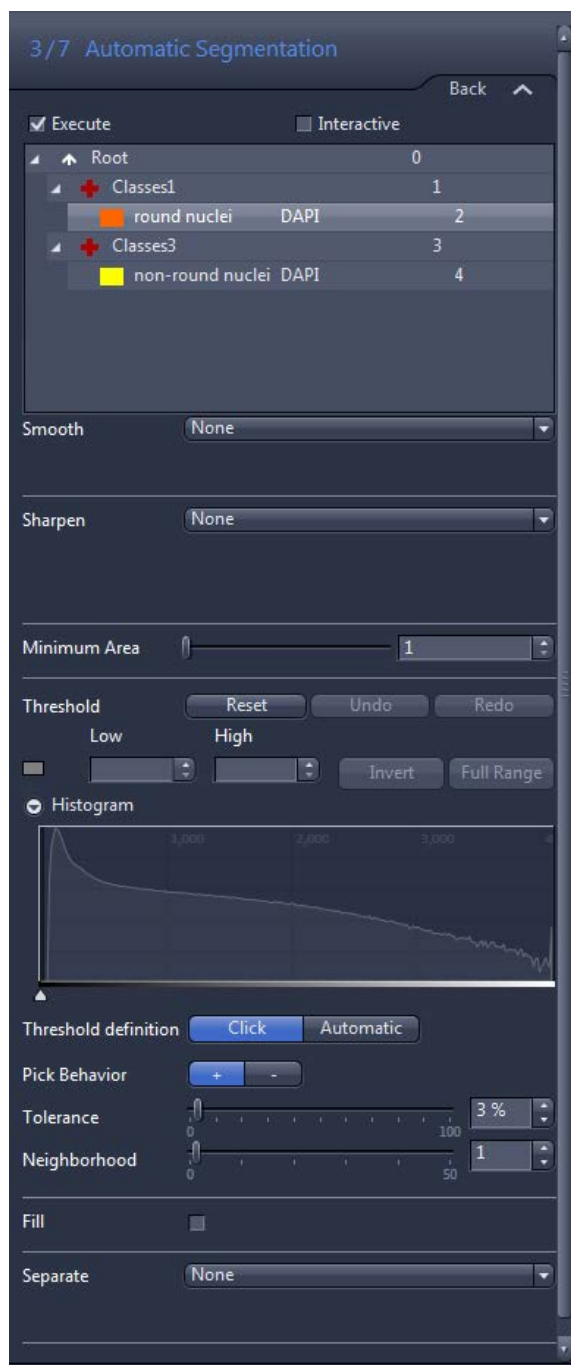 3/7 Automatic Segmentation
Back
Execute Interactive
Root 0
Classes1 1
round nuclei DAPI 2
Classes3 3
non-round nuclei DAPI 4
Smooth None
Sharpen None
Minimum Area 1
Threshold Reset Undo Redo
Low High
Invert Full Range
Histogram
1,000 2,000 3,000 4
Threshold definition Click Automatic
Pick Behavior + -
Tolerance 3 %
0 100
Neighborhood 1
0 50
Fill
Separate None